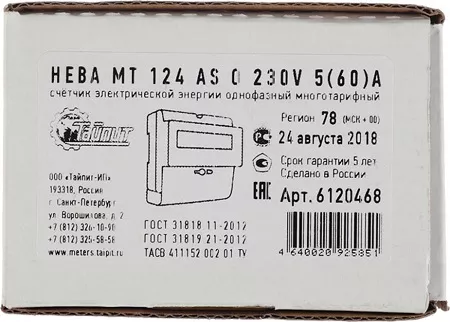 НЕВА МТ 124 AS O 230V 5(60)A
счётчик электрической энергии однофазный многотарифный
Тайпит
Регион 78 (МСК + 00)
24 августа 2018
Срок гарантии 5 лет
Сделано в России
ООО «Тайпит-ИП»
193318, Россия
г. Санкт-Петербург
ул. Ворошилова, д. 2
+7 (812) 326-10-90
+7 (812) 325-58-58
www.meters.taipit.ru
ГОСТ 31818 11-2012
ГОСТ 31819 21-2012
ТАСВ 411152 002 01 ТУ
ЕАС
Арт. 6120468
4 640020 925851